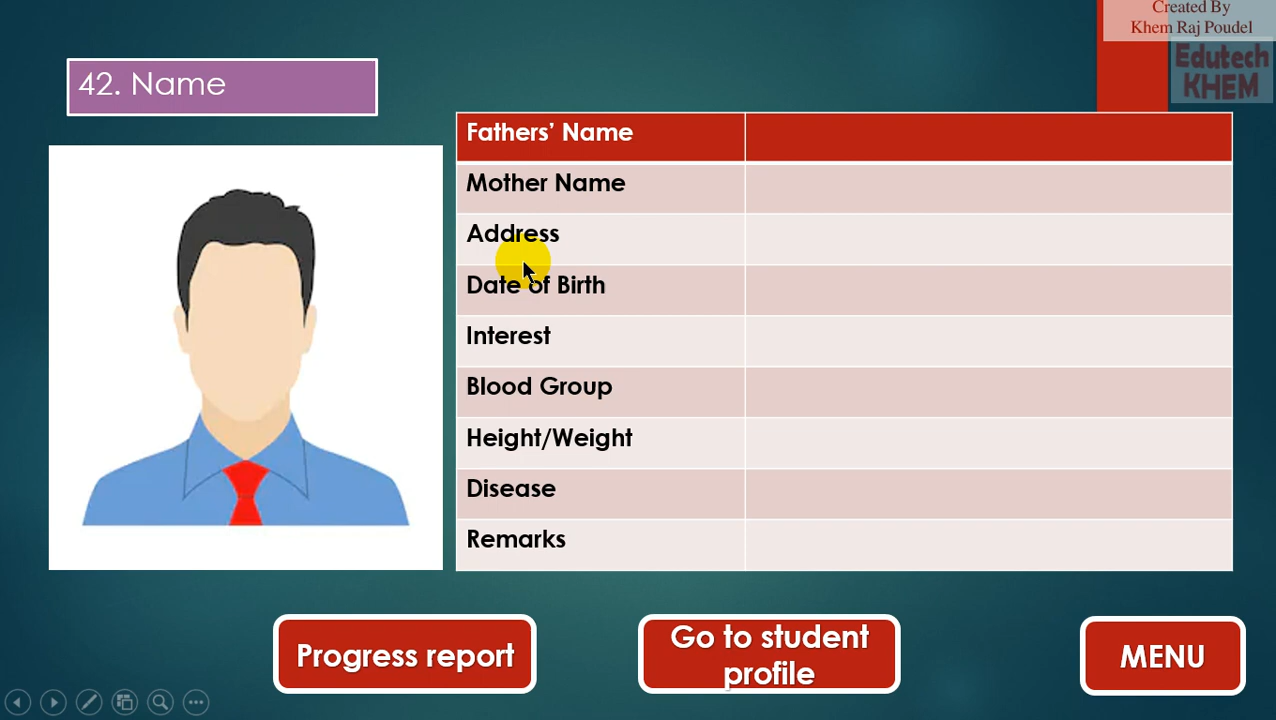 Created By
Khem Raj Poudel
Edutech
KHEM
42. Name
Fathers’ Name
Mother Name
Address
Date of Birth
Interest
Blood Group
Height/Weight
Disease
Remarks
Progress report
Go to student
profile
MENU